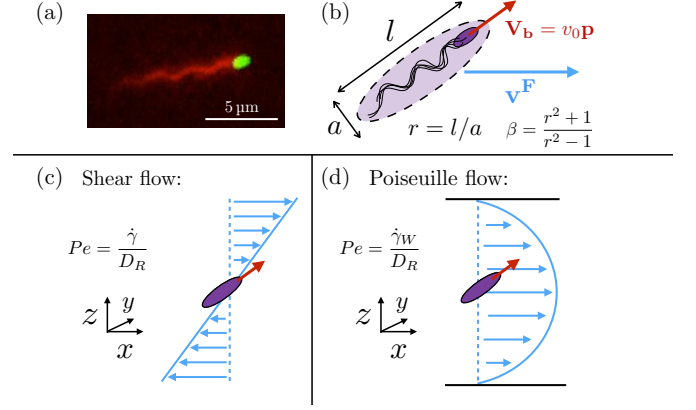 (a)
5 µm
(b)
l
a
V_b = v_0 p
v^F
r = l/a
β = (r^2 + 1)/(r^2 − 1)
(c) Shear flow:
Pe = γ̇/D_R
z
y
x
(d) Poiseuille flow:
Pe = γ̇_W/D_R
z
y
x